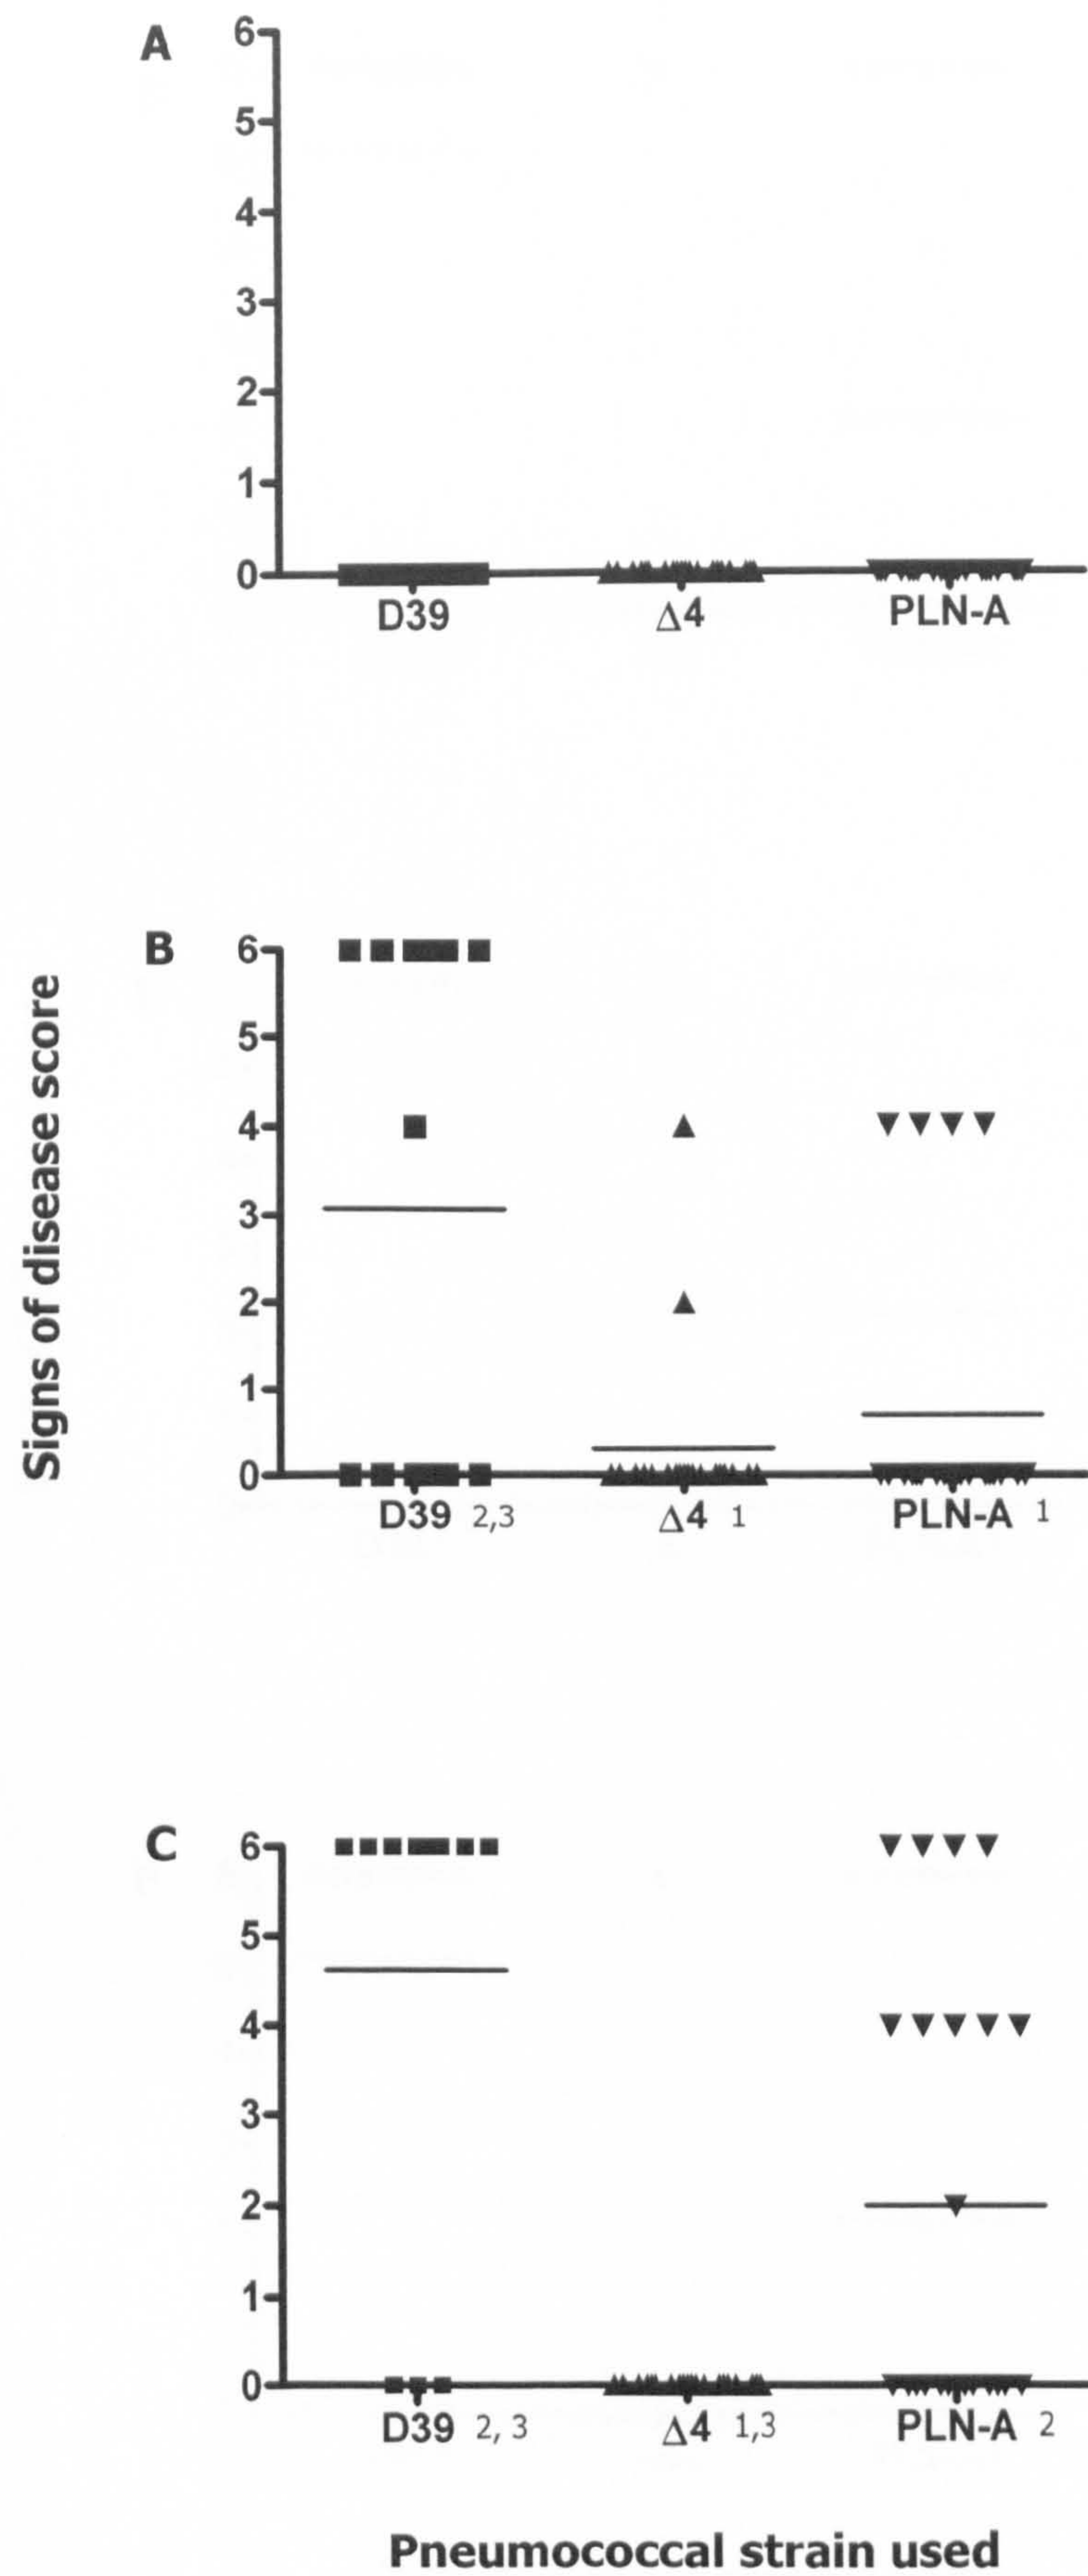 A
6
5
4
3
2
1
0
D39 Δ4 PLN-A
Signs of disease score
B
6
5
4
3
2
1
0
D39 2,3 Δ4 1 PLN-A 1
C
6
5
4
3
2
1
0
D39 2, 3 Δ4 1,3 PLN-A 2
Pneumococcal strain used